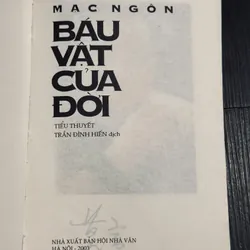 MẠC NGÔN
BÁU
VẬT
CỦA
ĐỜI
TIỂU THUYẾT
TRẦN ĐÌNH HIẾN dịch
NHÀ XUẤT BẢN HỘI NHÀ VĂN
HÀ NỘI - 2003